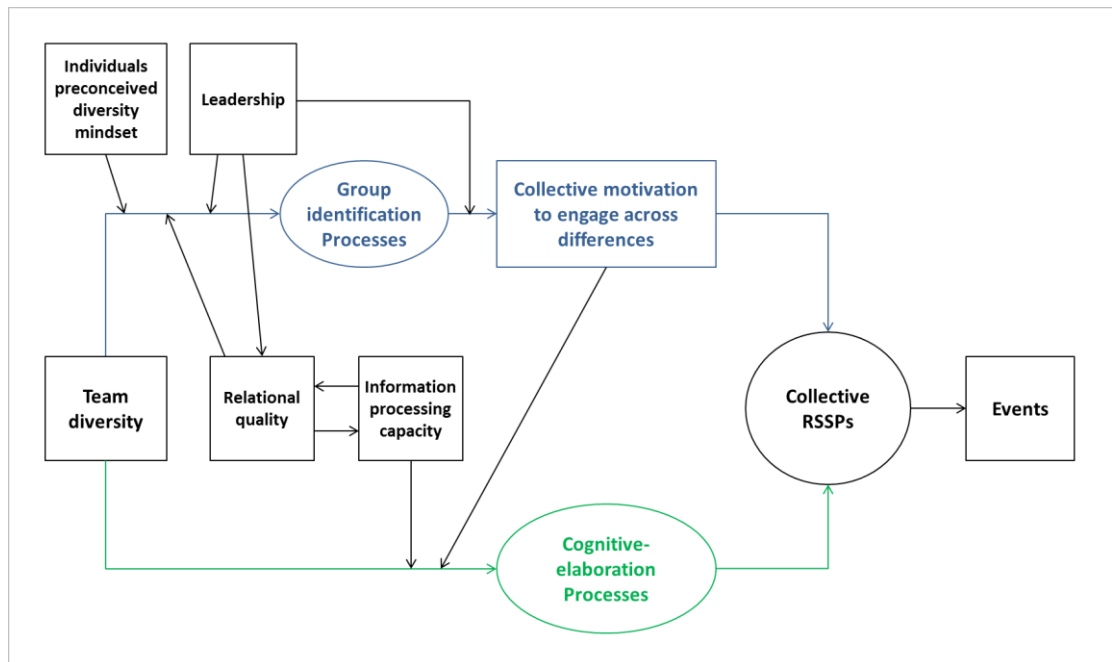 Individuals
preconceived
diversity
mindset
Leadership
Group
identification
Processes
Collective motivation
to engage across
differences
Team
diversity
Relational
quality
Information
processing
capacity
Collective
RSSPs
Events
Cognitive-
elaboration
Processes